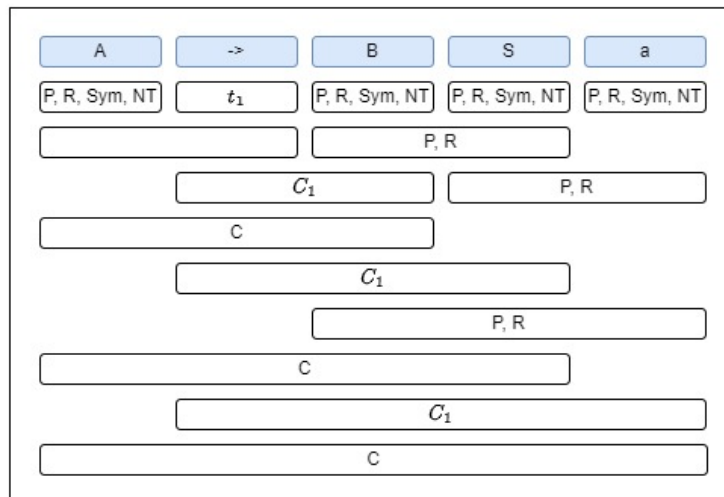 A -> B S a
P, R, Sym, NT t₁ P, R, Sym, NT P, R, Sym, NT P, R, Sym, NT
P, R
C₁ P, R
C
C₁
P, R
C
C₁
C